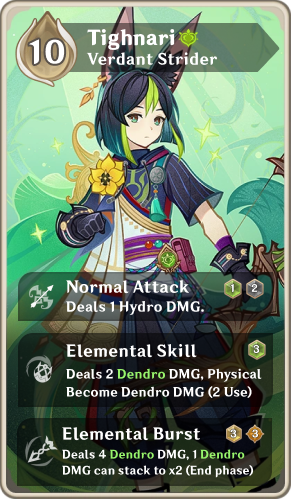 10
Tighnari
Verdant Strider
Normal Attack 1 2
Deals 1 Hydro DMG.
Elemental Skill 3
Deals 2 Dendro DMG, Physical
Become Dendro DMG (2 Use)
Elemental Burst 3 3
Deals 4 Dendro DMG, 1 Dendro
DMG can stack to x2 (End phase)